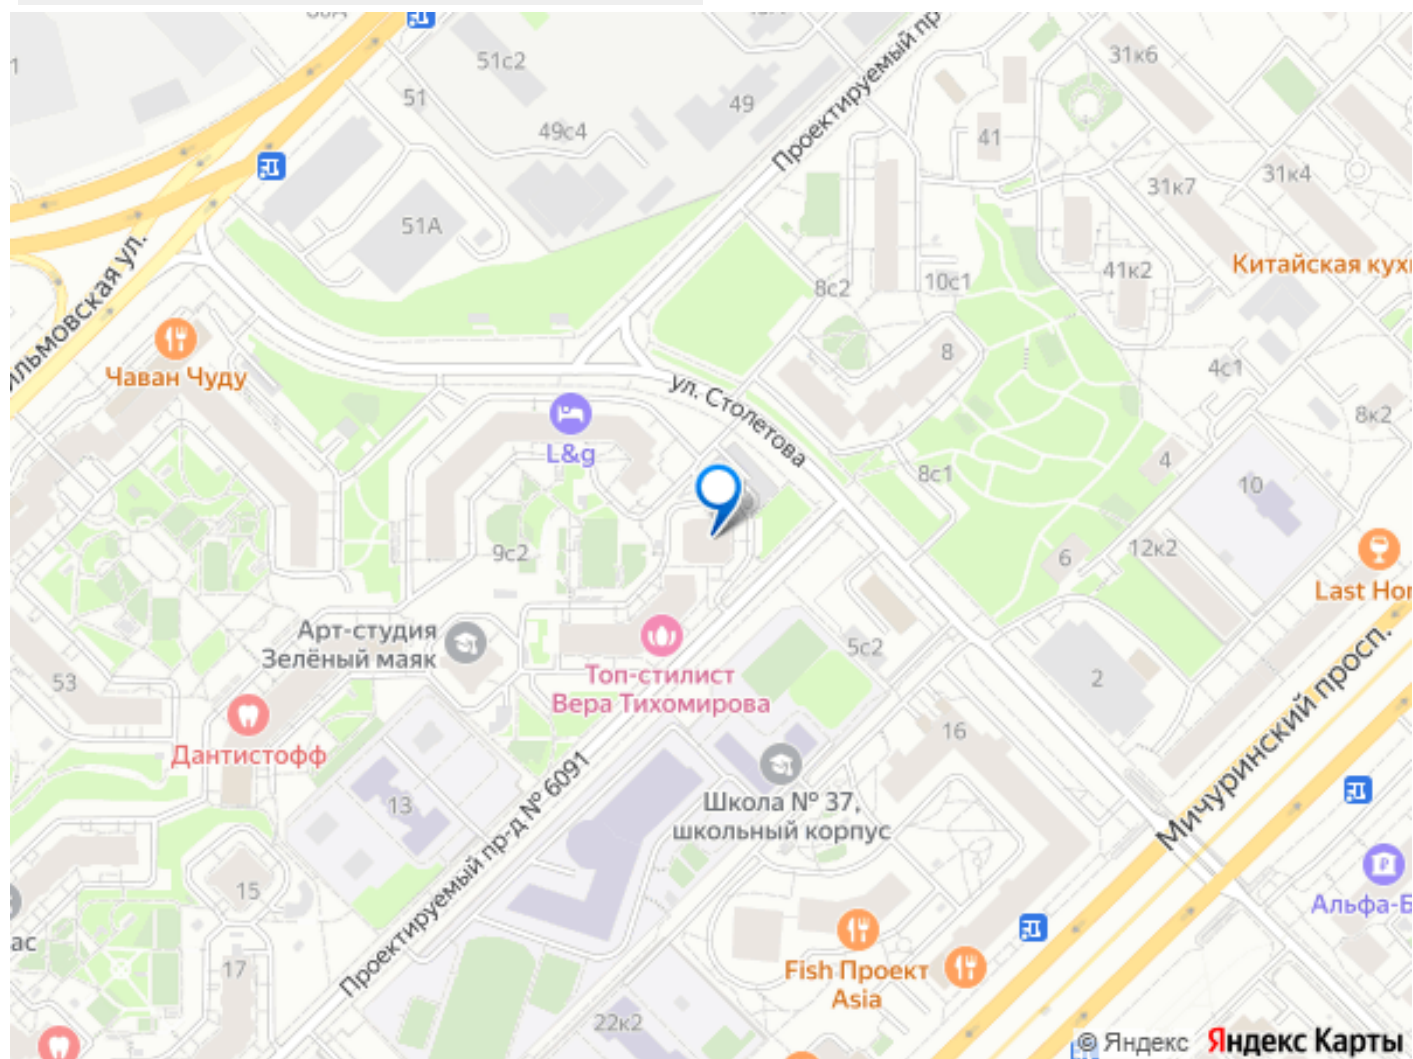 51с2
31к6
51
49
Проектируемый пр
49с4
41
31к7
31к4
51А
Китайская кух
8с2
10с1
41к2
ильмовская ул.
Чаван Чуду
8
4с1
ул. Столетова
8к2
L&g
8с1
4
10
9с2
12к2
6
Last Hor
Арт-студия
Зелёный маяк
5с2
53
Топ-стилист
Вера Тихомирова
2
Дантистофф
16
Мичуринский просп.
13
Проектируемый пр-д № 6091
Школа № 37,
школьный корпус
15
Альфа-Б
ас
17
Fish Проект
Asia
22к2
© Яндекс Яндекс Карты